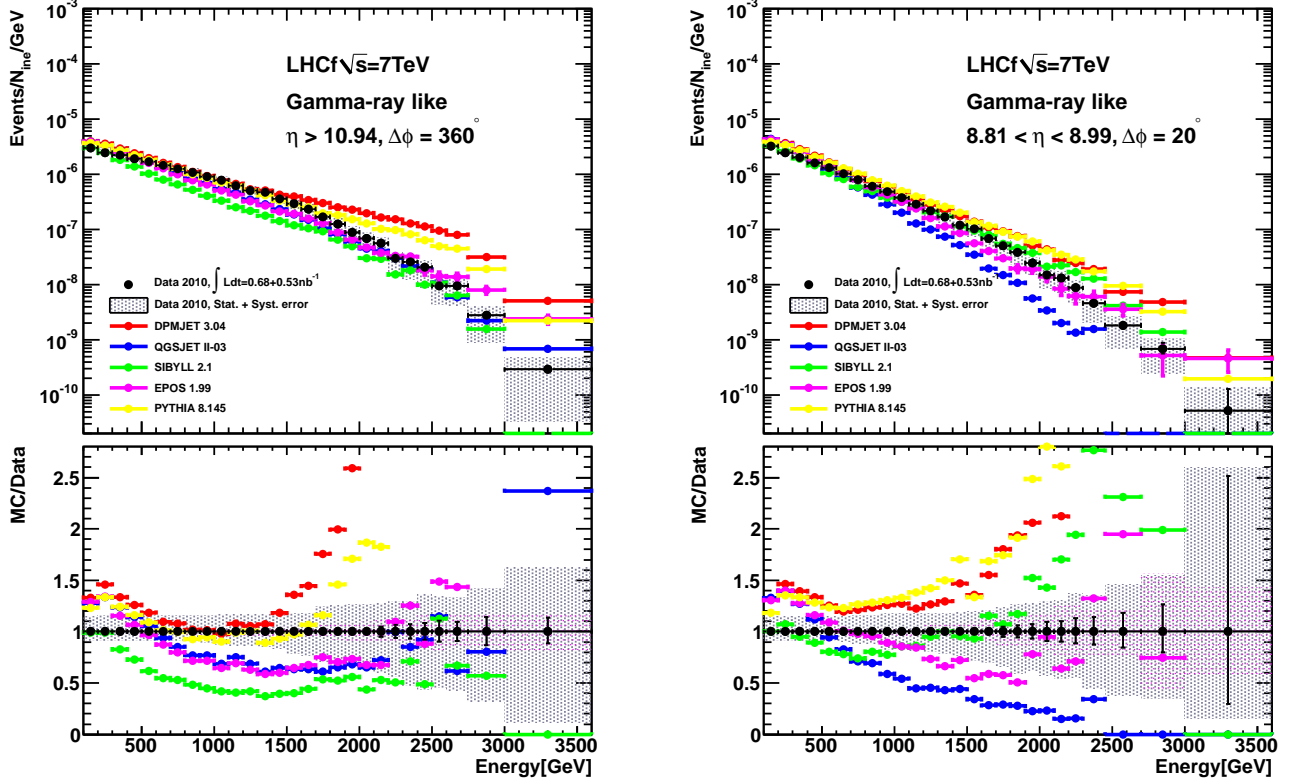 Events/N_ine/GeV
10^-3
10^-4
10^-5
10^-6
10^-7
10^-8
10^-9
10^-10
LHCf √s=7TeV
Gamma-ray like
η > 10.94, Δϕ = 360°
Data 2010, ∫ Ldt=0.68+0.53nb^-1
Data 2010, Stat. + Syst. error
DPMJET 3.04
QGSJET II-03
SIBYLL 2.1
EPOS 1.99
PYTHIA 8.145
MC/Data
2.5
2
1.5
1
0.5
0
500 1000 1500 2000 2500 3000 3500
Energy[GeV]
Events/N_ine/GeV
10^-3
10^-4
10^-5
10^-6
10^-7
10^-8
10^-9
10^-10
LHCf √s=7TeV
Gamma-ray like
8.81 < η < 8.99, Δϕ = 20°
Data 2010, ∫ Ldt=0.68+0.53nb^-1
Data 2010, Stat. + Syst. error
DPMJET 3.04
QGSJET II-03
SIBYLL 2.1
EPOS 1.99
PYTHIA 8.145
MC/Data
2.5
2
1.5
1
0.5
0
500 1000 1500 2000 2500 3000 3500
Energy[GeV]